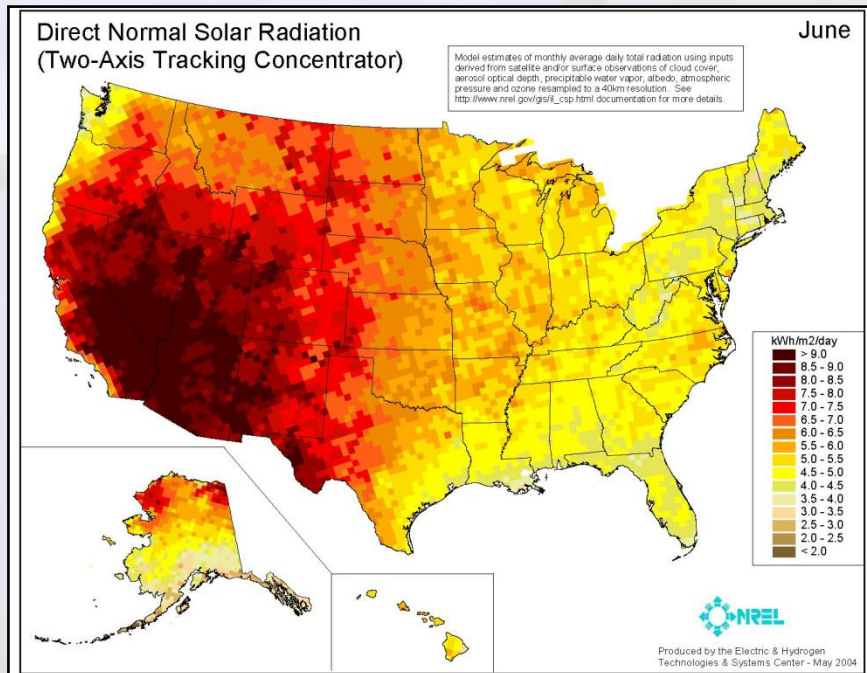 Direct Normal Solar Radiation
(Two-Axis Tracking Concentrator)
June
Model estimates of monthly average daily total radiation using inputs
derived from satellite and/or surface observations of cloud cover,
aerosol optical depth, precipitable water vapor, albedo, atmospheric
pressure and ozone resampled to a 40km resolution. See
http://www.nrel.gov/gis/il_csp.html documentation for more details.
kWh/m2/day
> 9.0
8.5 - 9.0
8.0 - 8.5
7.5 - 8.0
7.0 - 7.5
6.5 - 7.0
6.0 - 6.5
5.5 - 6.0
5.0 - 5.5
4.5 - 5.0
4.0 - 4.5
3.5 - 4.0
3.0 - 3.5
2.5 - 3.0
2.0 - 2.5
< 2.0
NREL
Produced by the Electric & Hydrogen
Technologies & Systems Center - May 2004